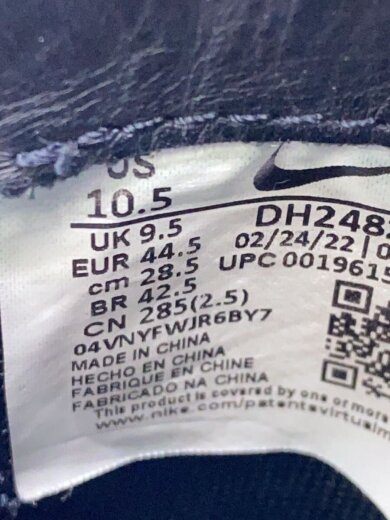 US
10.5
UK 9.5
EUR 44.5
cm 28.5
BR 42.5
CN 285(2.5)
04VNYFWJR6BY7
MADE IN CHINA
HECHO EN CHINA
FABRIQUE EN CHINE
FABRICADO NA CHINA
This product is covered by one or more
www.nike.com/patents
DH248
02/24/22 | 0
UPC 0019615